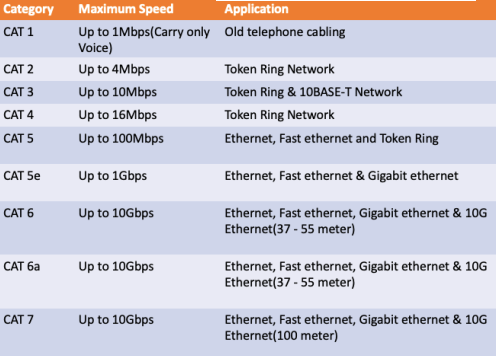 Category Maximum Speed Application
CAT 1 Up to 1Mbps(Carry only Old telephone cabling
Voice)
CAT 2 Up to 4Mbps Token Ring Network
CAT 3 Up to 10Mbps Token Ring & 10BASE-T Network
CAT 4 Up to 16Mbps Token Ring Network
CAT 5 Up to 100Mbps Ethernet, Fast ethernet and Token Ring
CAT 5e Up to 1Gbps Ethernet, Fast ethernet & Gigabit ethernet
CAT 6 Up to 10Gbps Ethernet, Fast ethernet, Gigabit ethernet & 10G
Ethernet(37 - 55 meter)
CAT 6a Up to 10Gbps Ethernet, Fast ethernet, Gigabit ethernet & 10G
Ethernet(37 - 55 meter)
CAT 7 Up to 10Gbps Ethernet, Fast ethernet, Gigabit ethernet & 10G
Ethernet(100 meter)